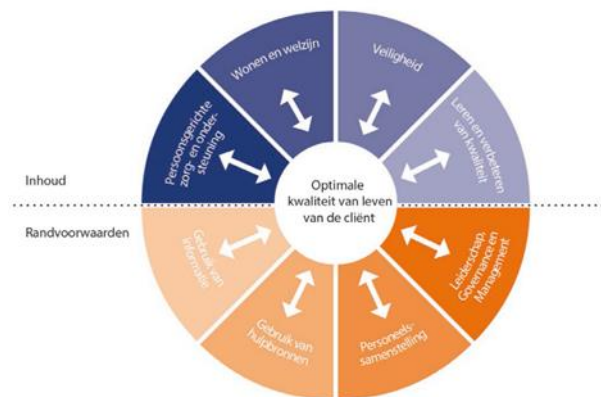 Wonen en welzijn
Veiligheid
Persoonsgerichte
zorg- en onder-
steuning
Leren en verbeteren
van kwaliteit
Inhoud
Optimale
kwaliteit van leven
van de cliënt
Randvoorwaarden
Gebruik van
informatie
Leiderschap,
Governance en
Management
Gebruik van
hulpbronnen
Personeels-
samenstelling